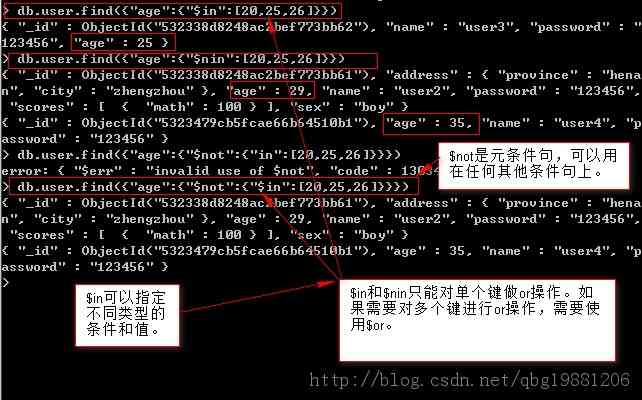 > db.user.find({"age":{"$in":[20,25,26]}})
{ "_id" : ObjectId("532338d8248ac2bef773bb62"), "name" : "user3", "password" :
"123456", "age" : 25 }
> db.user.find({"age":{"$nin":[20,25,26]}})
{ "_id" : ObjectId("532338d8248ac2bef773bb61"), "address" : { "province" : "hena
n", "city" : "zhengzhou" }, "age" : 29, "name" : "user2", "password" : "123456",
"scores" : [ { "math" : 100 } ], "sex" : "boy" }
{ "_id" : ObjectId("5323479cb5fcae66b64510b1"), "age" : 35, "name" : "user4", "p
assword" : "123456" }
> db.user.find({"age":{"$not":{"in":[20,25,26]}}})
error: { "$err" : "invalid use of $not", "code" : 1303
> db.user.find({"age":{"$not":{"$in":[20,25,26]}}})
{ "_id" : ObjectId("532338d8248ac2bef773bb61"), "address" : { "province" : "hena
n", "city" : "zhengzhou" }, "age" : 29, "name" : "user2", "password" : "123456",
"scores" : [ { "math" : 100 } ], "sex" : "boy" }
{ "_id" : ObjectId("5323479cb5fcae66b64510b1"), "age" : 35, "name" : "user4", "p
assword" : "123456" }
>
$not是元条件句，可以用
在任何其他条件句上。
$in可以指定
不同类型的
条件和值。
$in和$nin只能对单个键做or操作。如
果需要对多个键进行or操作，需要使
用$or。
http://blog.csdn.net/qbg19881206